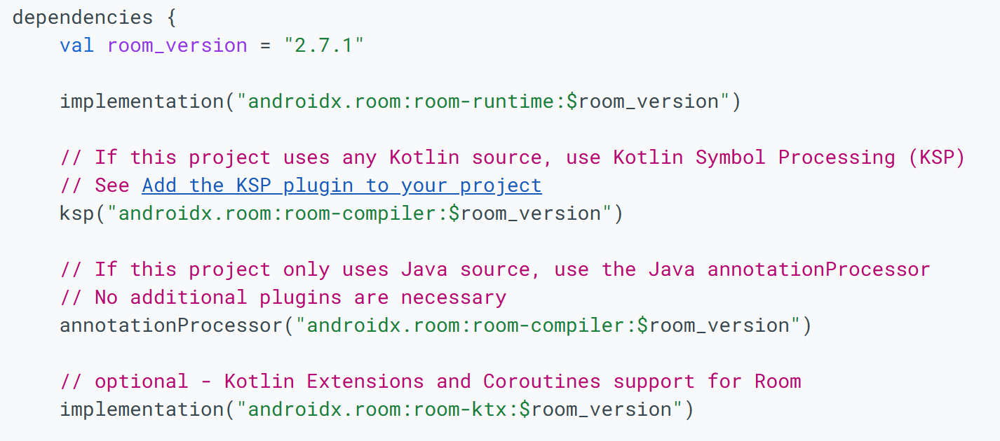 dependencies {
val room_version = "2.7.1"
implementation("androidx.room:room-runtime:$room_version")
// If this project uses any Kotlin source, use Kotlin Symbol Processing (KSP)
// See Add the KSP plugin to your project
ksp("androidx.room:room-compiler:$room_version")
// If this project only uses Java source, use the Java annotationProcessor
// No additional plugins are necessary
annotationProcessor("androidx.room:room-compiler:$room_version")
// optional - Kotlin Extensions and Coroutines support for Room
implementation("androidx.room:room-ktx:$room_version")